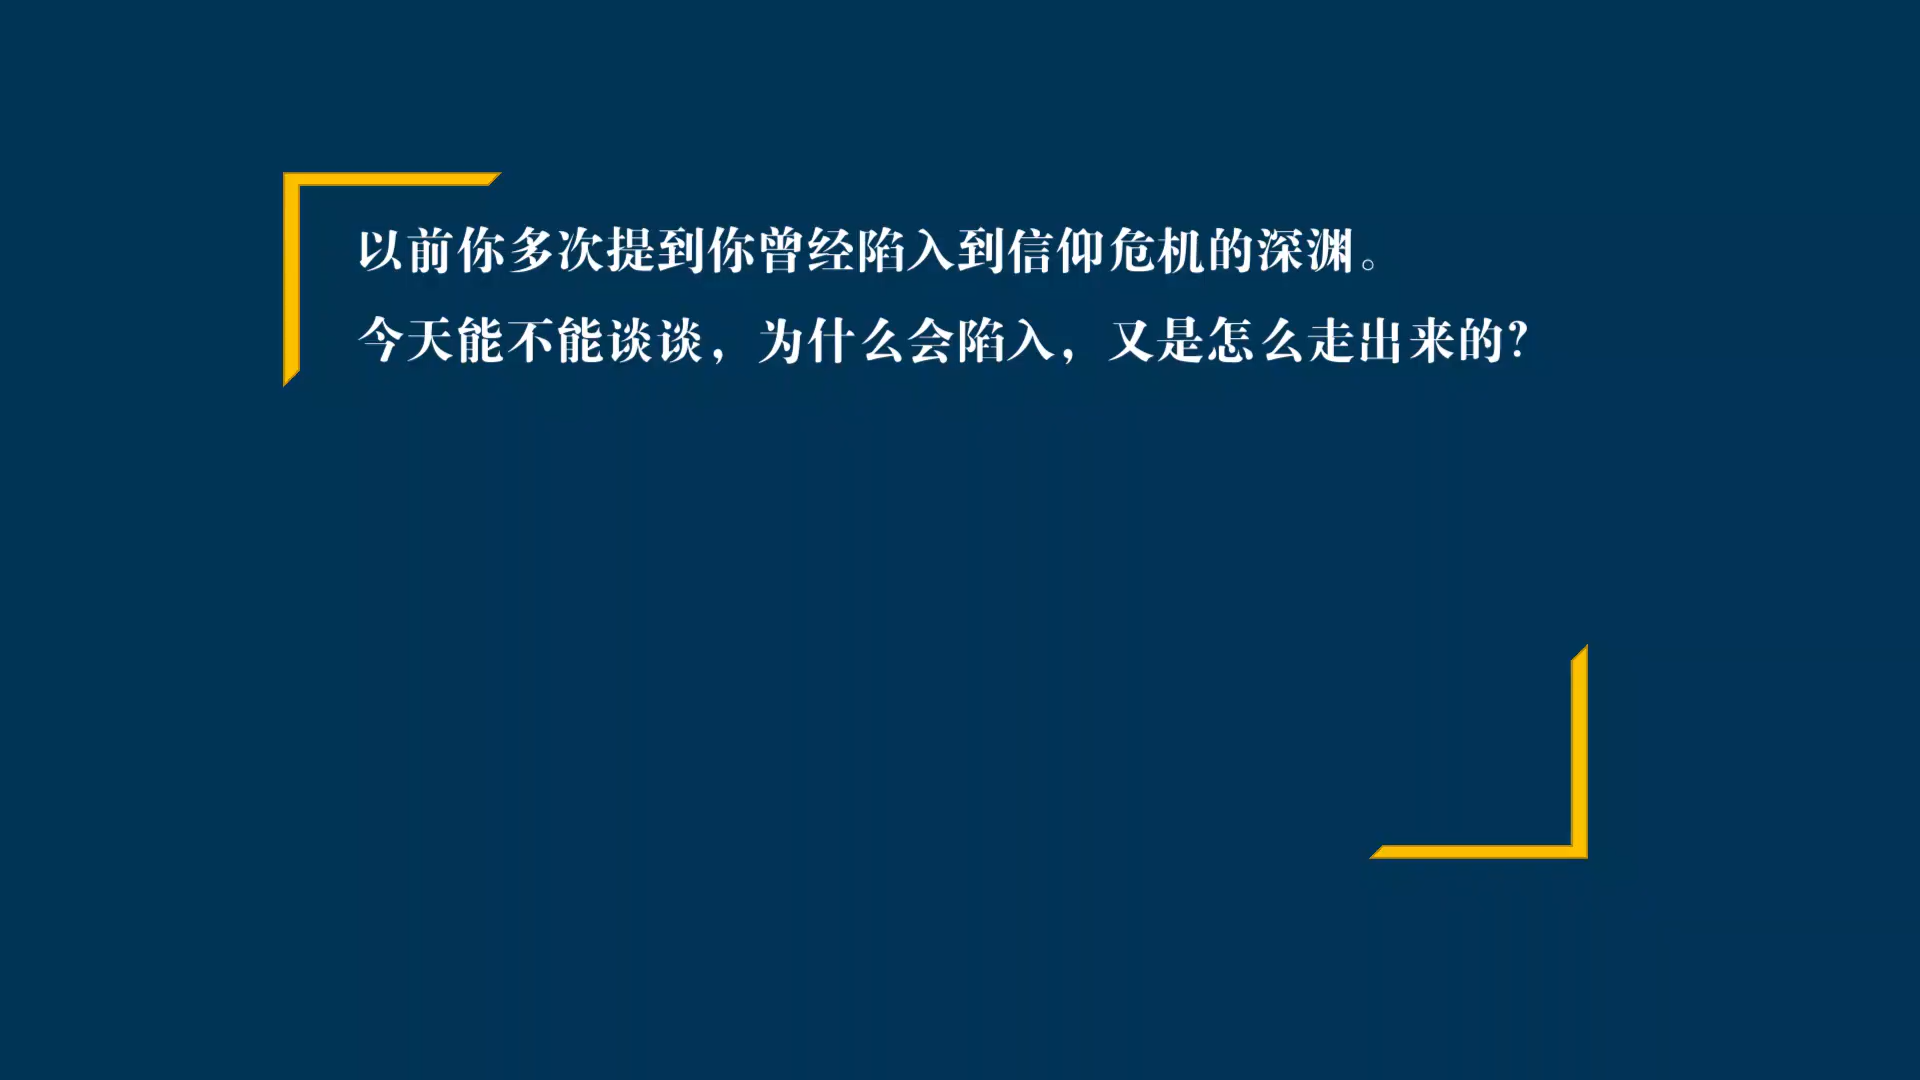 以前你多次提到你曾经陷入到信仰危机的深渊。
今天能不能谈谈，为什么会陷入，又是怎么走出来的？